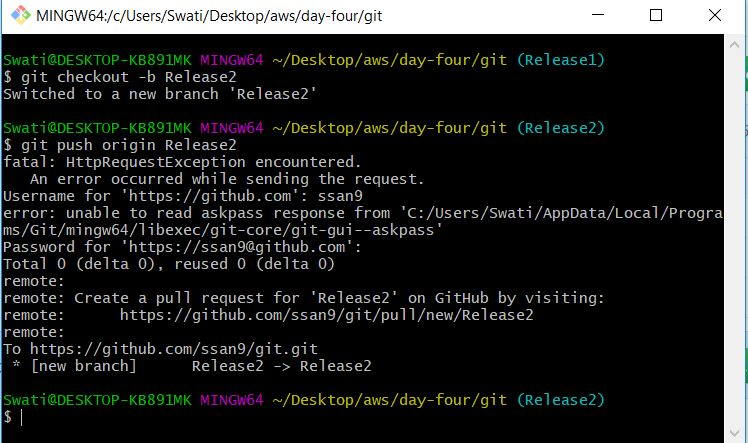 MINGW64:/c/Users/Swati/Desktop/aws/day-four/git
Swati@DESKTOP-KB891MK MINGW64 ~/Desktop/aws/day-four/git (Release1)
$ git checkout -b Release2
Switched to a new branch 'Release2'
Swati@DESKTOP-KB891MK MINGW64 ~/Desktop/aws/day-four/git (Release2)
$ git push origin Release2
fatal: HttpRequestException encountered.
   An error occurred while sending the request.
Username for 'https://github.com': ssan9
error: unable to read askpass response from 'C:/Users/Swati/AppData/Local/Progra
ms/Git/mingw64/libexec/git-core/git-gui--askpass'
Password for 'https://ssan9@github.com':
Total 0 (delta 0), reused 0 (delta 0)
remote:
remote: Create a pull request for 'Release2' on GitHub by visiting:
remote:      https://github.com/ssan9/git/pull/new/Release2
remote:
To https://github.com/ssan9/git.git
 * [new branch]      Release2 -> Release2
Swati@DESKTOP-KB891MK MINGW64 ~/Desktop/aws/day-four/git (Release2)
$